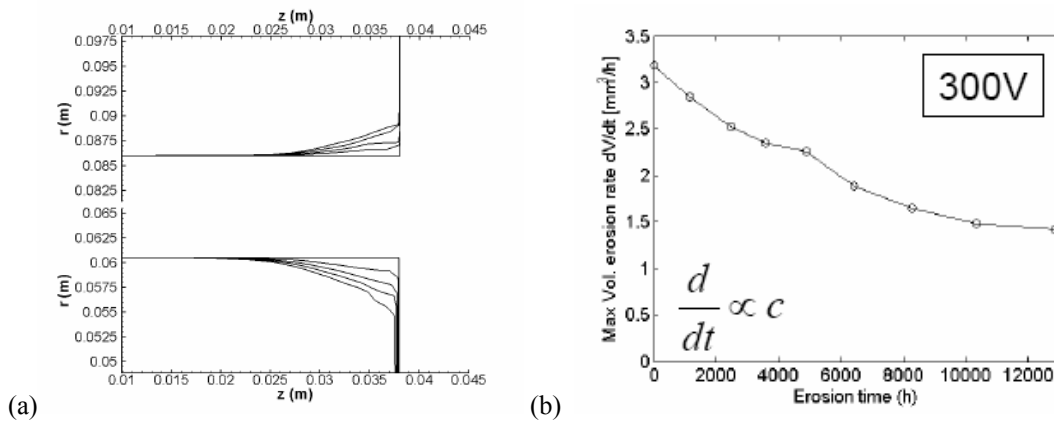 z (m)
0.01 0.015 0.02 0.025 0.03 0.035 0.04 0.045
0.0975
0.095
0.0925
0.09
0.0875
0.085
0.0825
r (m)
0.065
0.0625
0.06
0.0575
0.055
0.0525
0.05
r (m)
0.01 0.015 0.02 0.025 0.03 0.035 0.04 0.045
z (m)
(a)
300V
3.5
3
2.5
2
1.5
1
0.5
0
Max Vol. erosion rate dV/dt [mm³/h]
d/dt ∝ c
0 2000 4000 6000 8000 10000 12000
Erosion time (h)
(b)